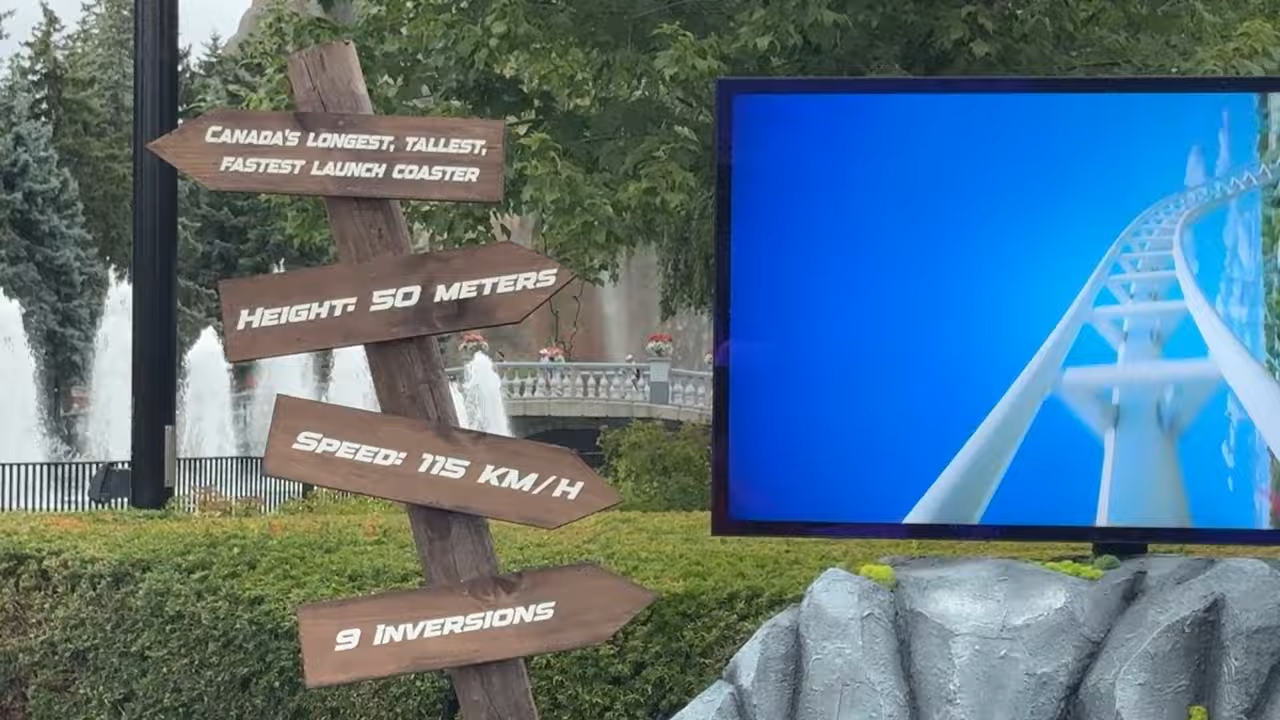 CANADA'S LONGEST, TALLEST,
FASTEST LAUNCH COASTER
HEIGHT: 50 METERS
SPEED: 115 KM/H
9 INVERSIONS